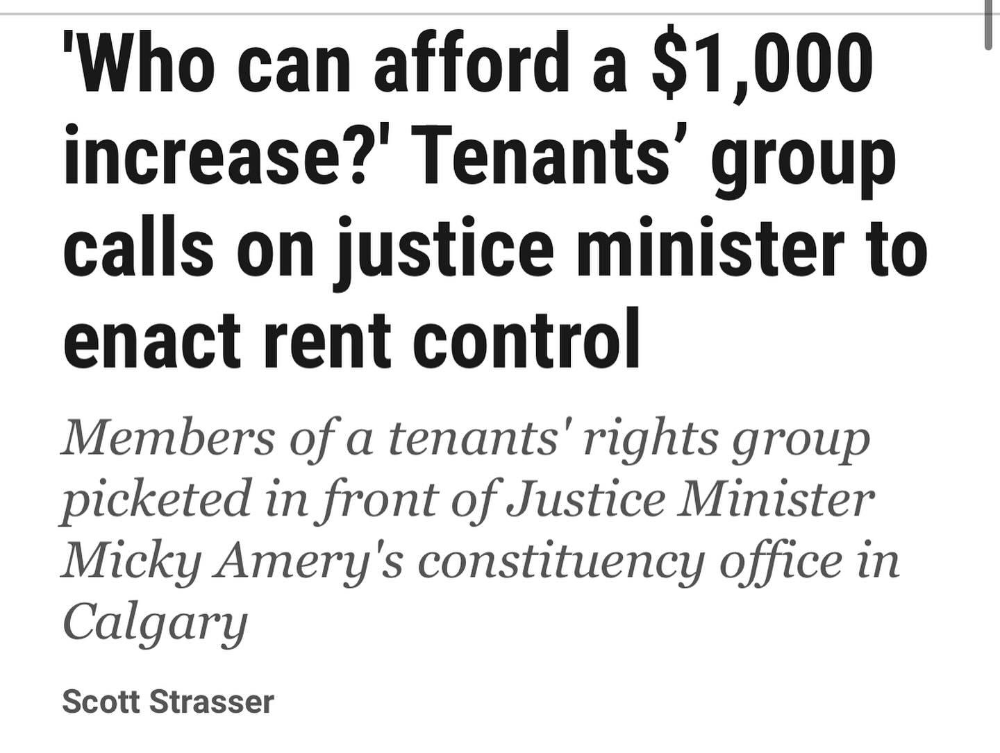 'Who can afford a $1,000
increase?' Tenants’ group
calls on justice minister to
enact rent control
Members of a tenants' rights group
picketed in front of Justice Minister
Micky Amery's constituency office in
Calgary
Scott Strasser